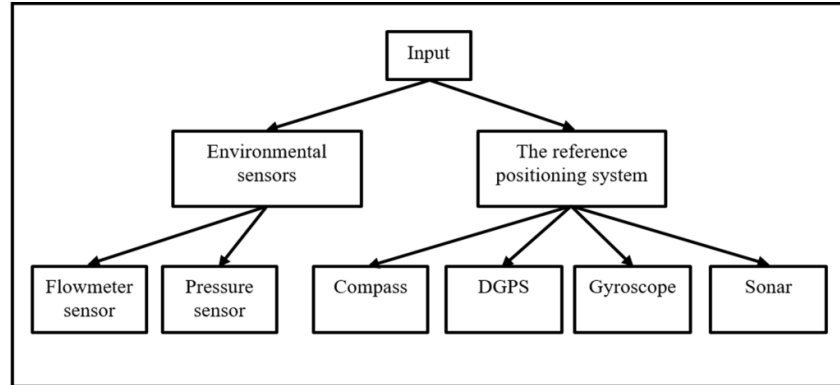 Input
Environmental
sensors
The reference
positioning system
Flowmeter
sensor
Pressure
sensor
Compass
DGPS
Gyroscope
Sonar